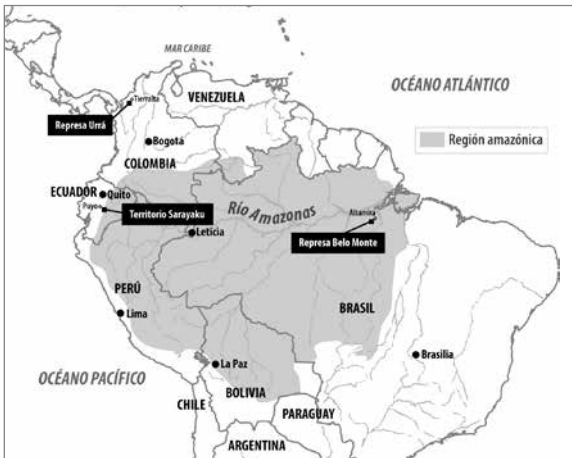 MAR CARIBE
OCÉANO ATLÁNTICO
Tierralta
VENEZUELA
Represa Urrá
Región amazónica
Bogotá
COLOMBIA
ECUADOR
Quito
Puyo
Territorio Sarayaku
Río Amazonas
Altamira
Leticia
Represa Belo Monte
PERÚ
BRASIL
Lima
Brasilia
La Paz
OCÉANO PACÍFICO
BOLIVIA
CHILE
PARAGUAY
ARGENTINA